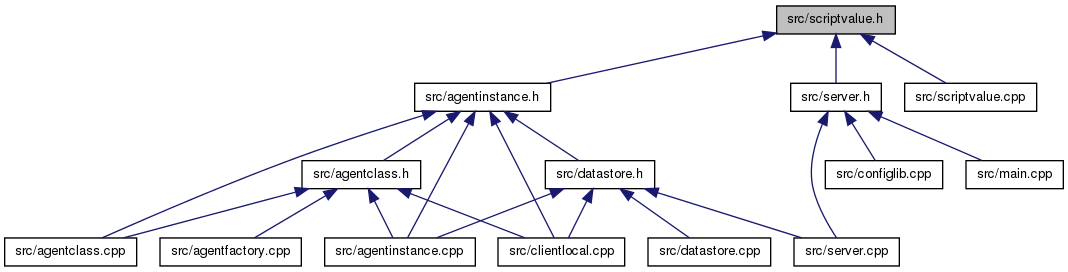 src/scriptvalue.h
src/agentinstance.h
src/server.h
src/scriptvalue.cpp
src/agentclass.h
src/datastore.h
src/configlib.cpp
src/main.cpp
src/agentclass.cpp
src/agentfactory.cpp
src/agentinstance.cpp
src/clientlocal.cpp
src/datastore.cpp
src/server.cpp